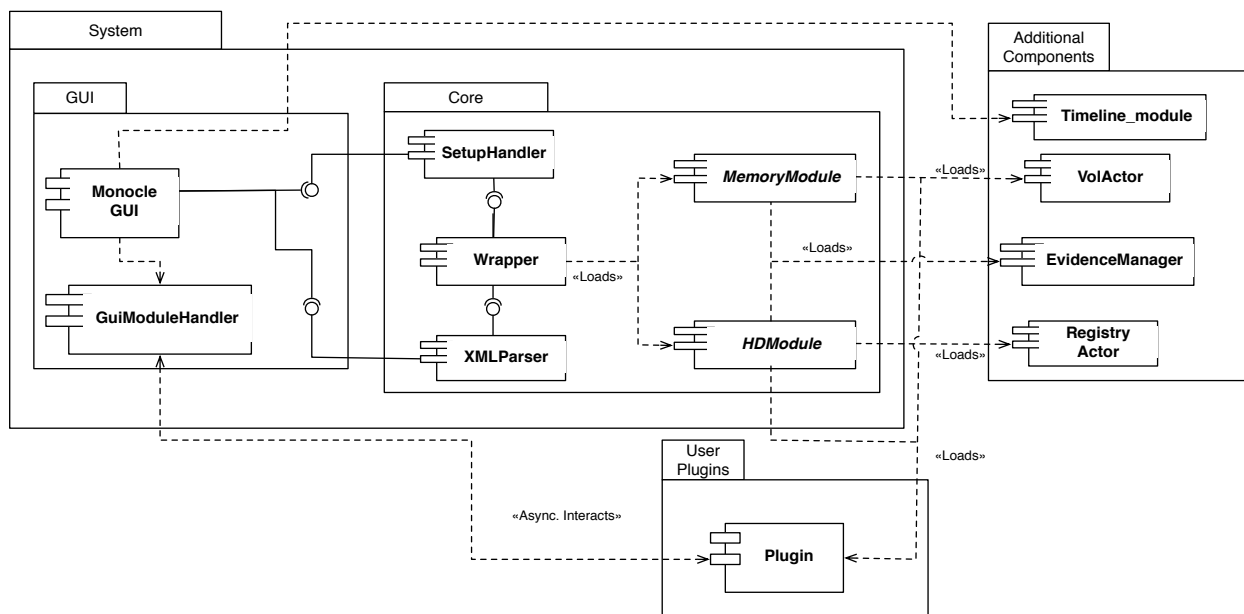 System
Additional
Components
GUI
Core
Timeline_module
SetupHandler
MemoryModule
«Loads»
VolActor
Monocle
GUI
«Loads»
Wrapper
«Loads»
EvidenceManager
GuiModuleHandler
XMLParser
HDModule
«Loads»
Registry
Actor
User
Plugins
«Loads»
«Async. Interacts»
Plugin